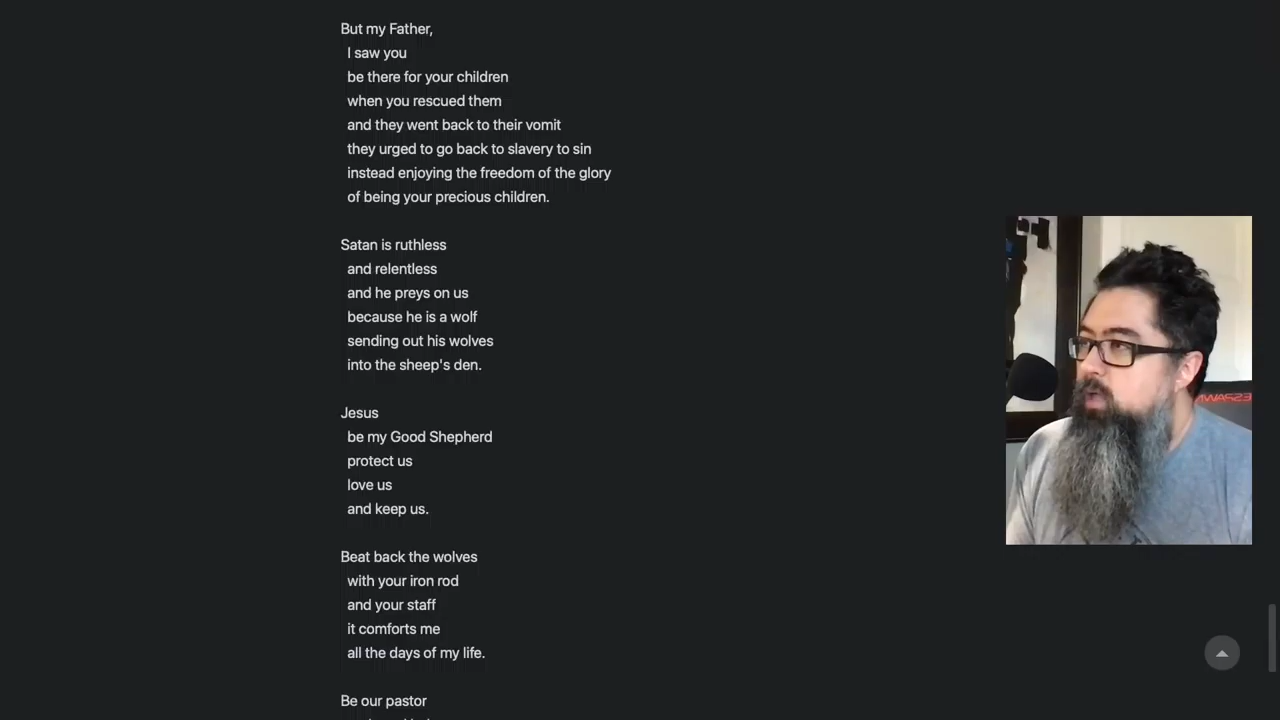 But my Father,
I saw you
be there for your children
when you rescued them
and they went back to their vomit
they urged to go back to slavery to sin
instead enjoying the freedom of the glory
of being your precious children.
Satan is ruthless
and relentless
and he preys on us
because he is a wolf
sending out his wolves
into the sheep's den.
Jesus
be my Good Shepherd
protect us
love us
and keep us.
Beat back the wolves
with your iron rod
and your staff
it comforts me
all the days of my life.
Be our pastor